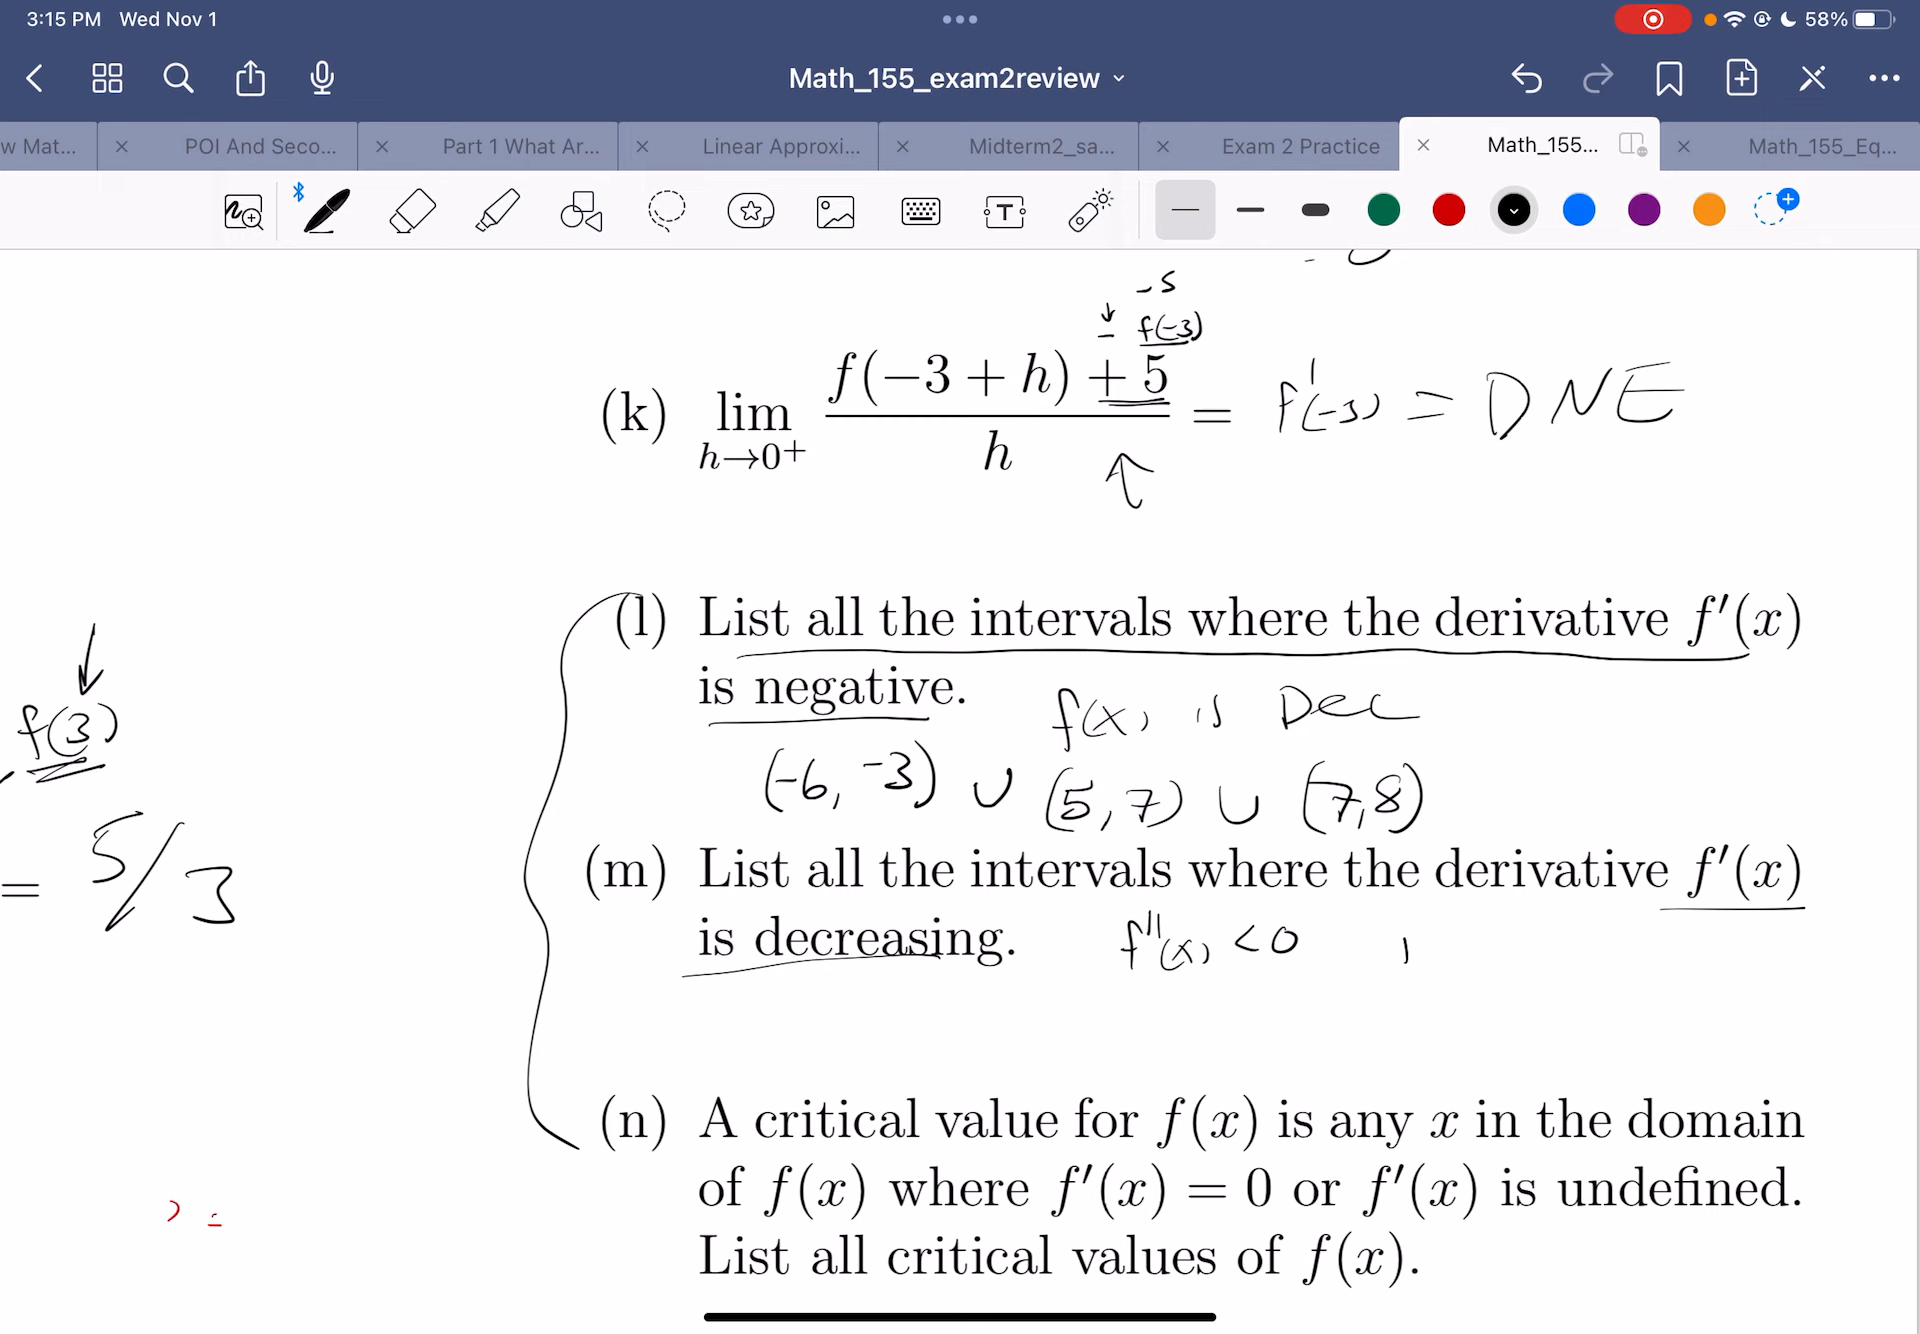 3:15 PM Wed Nov 1
58%
Math_155_exam2review
w Mat...
POI And Seco...
Part 1 What Ar...
Linear Approxi...
Midterm2_sa...
Exam 2 Practice
Math_155...
Math_155_Eq...
-5
- f(-3)
(k) lim h→0+ f(−3 + h) + 5 / h = f'(-3) = DNE
(l) List all the intervals where the derivative f′(x)
is negative. f(x) is Dec
(-6, -3) ∪ (5, 7) ∪ (7,8)
f(3)
= 5/3
(m) List all the intervals where the derivative f′(x)
is decreasing. f''(x) <0
(n) A critical value for f(x) is any x in the domain
of f(x) where f′(x) = 0 or f′(x) is undefined.
List all critical values of f(x).